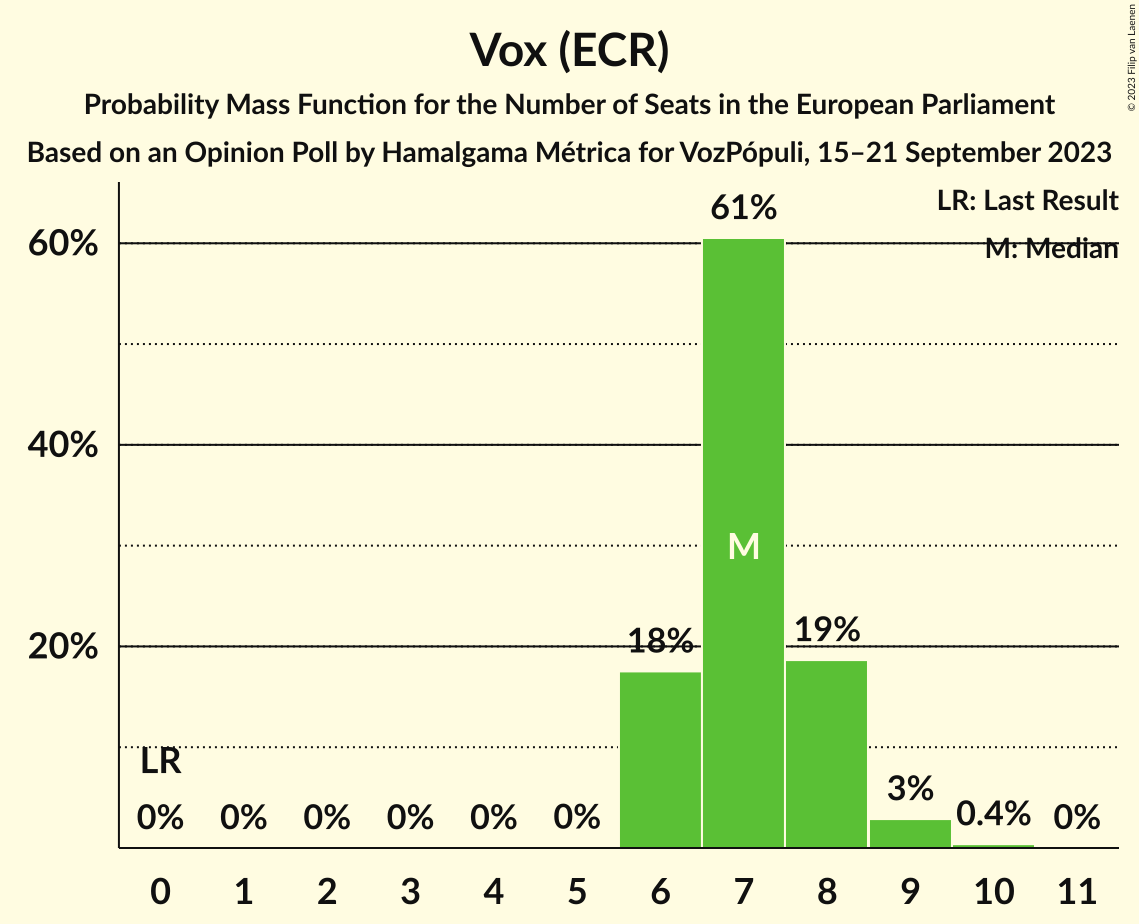 © 2023 Filip van Laenen
Vox (ECR)
Probability Mass Function for the Number of Seats in the European Parliament
Based on an Opinion Poll by Hamalgama Métrica for VozPópuli, 15–21 September 2023
LR: Last Result
M: Median
61%
60%
40%
M
20%
18%
19%
LR
0% 0% 0% 0% 0% 0% 3% 0.4% 0%
0 1 2 3 4 5 6 7 8 9 10 11